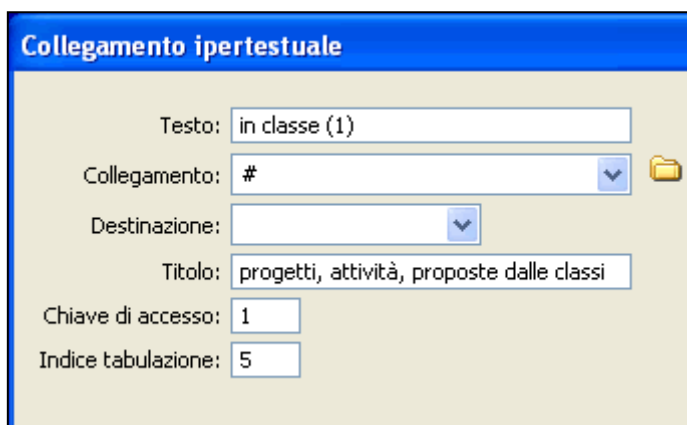 Collegamento ipertestuale
Testo: in classe (1)
Collegamento: #
Destinazione:
Titolo: progetti, attività, proposte dalle classi
Chiave di accesso: 1
Indice tabulazione: 5